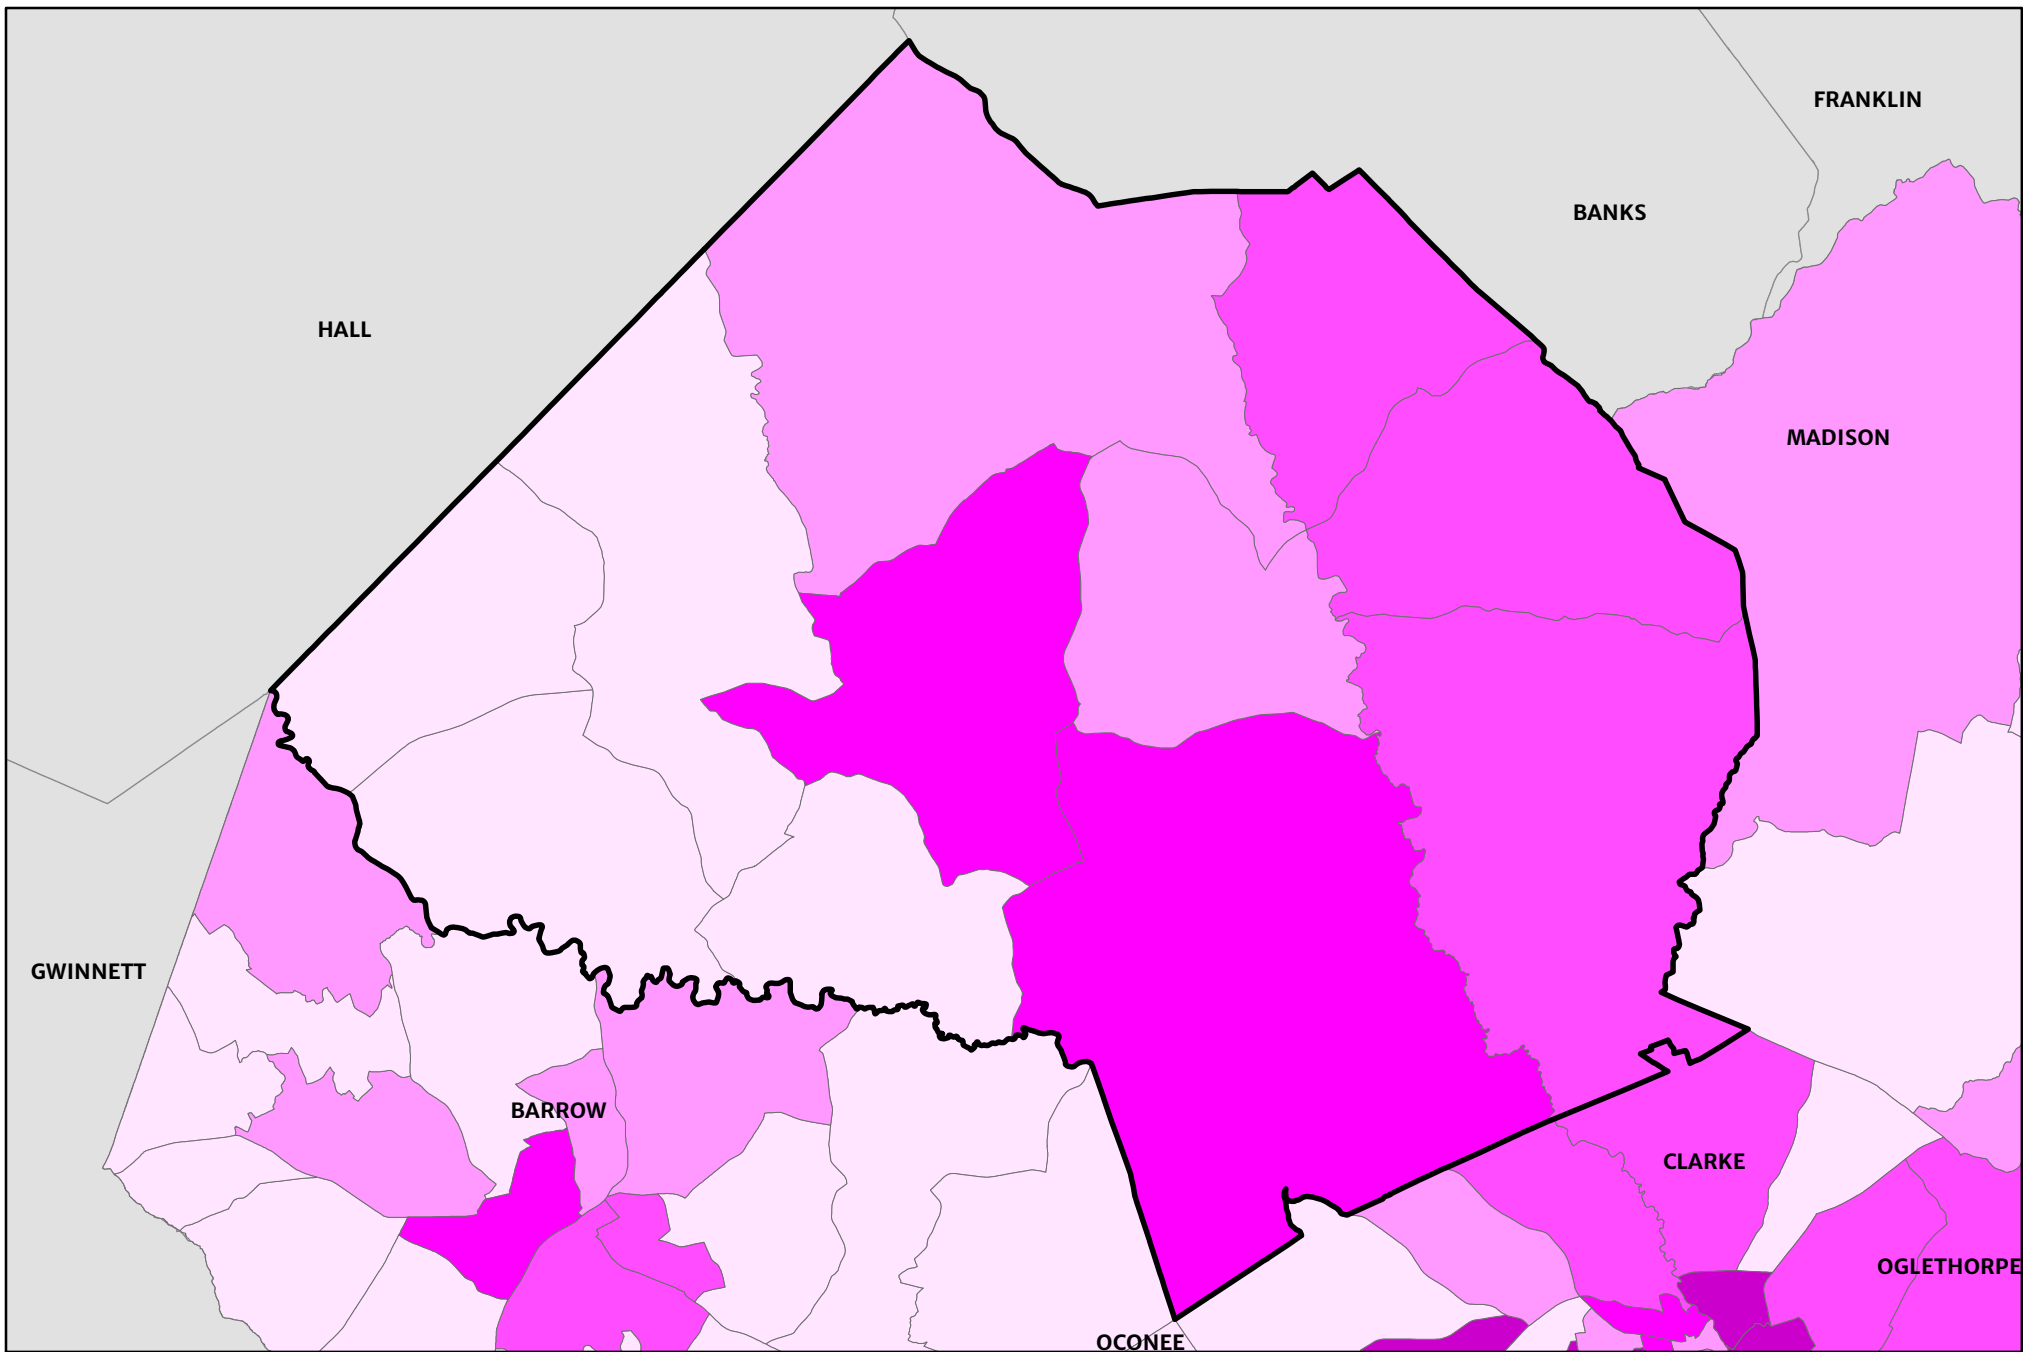 FRANKLIN
BANKS
HALL
MADISON
GWINNETT
BARROW
CLARKE
OGLETHORPE
OCONEE